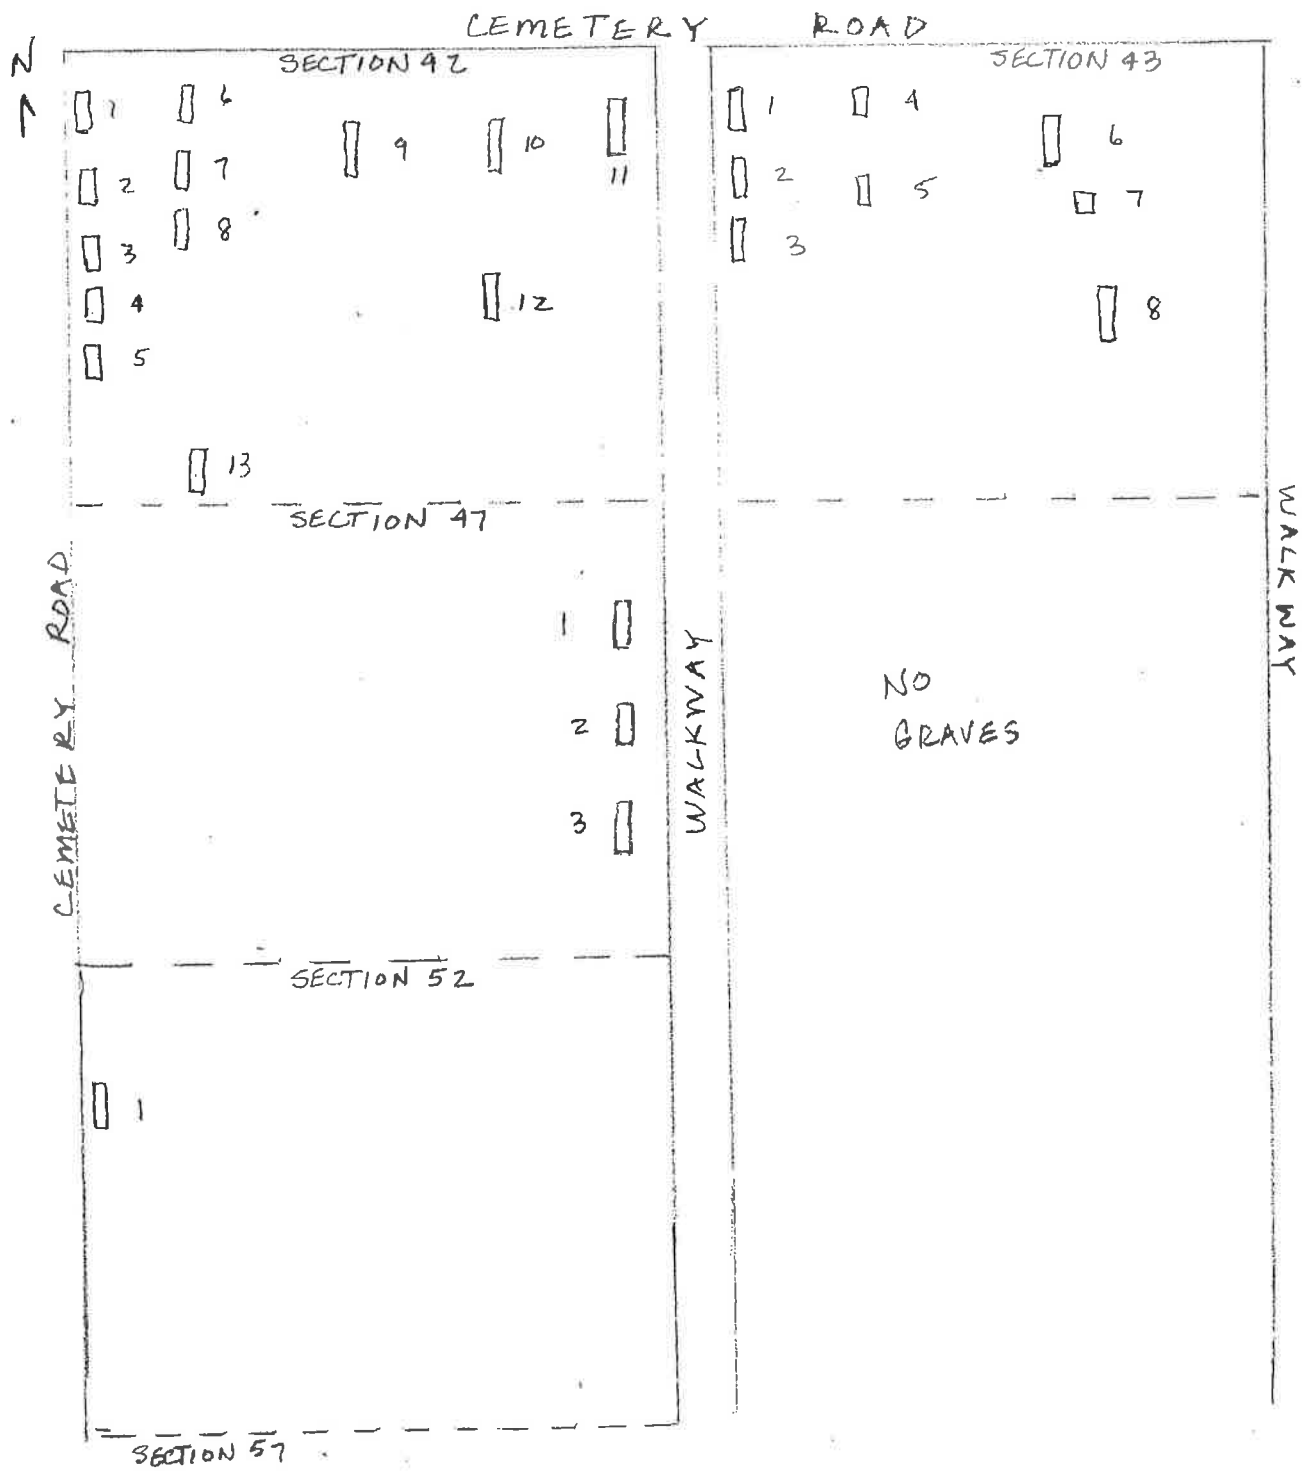 CEMETERY ROAD
N
SECTION 42
SECTION 43
1
6
9
10
11
2
7
3
8
4
12
5
13
1
4
6
2
5
7
3
8
SECTION 47
CEMETERY ROAD
1
2
3
WALKWAY
NO
GRAVES
WALKWAY
SECTION 52
1
SECTION 57